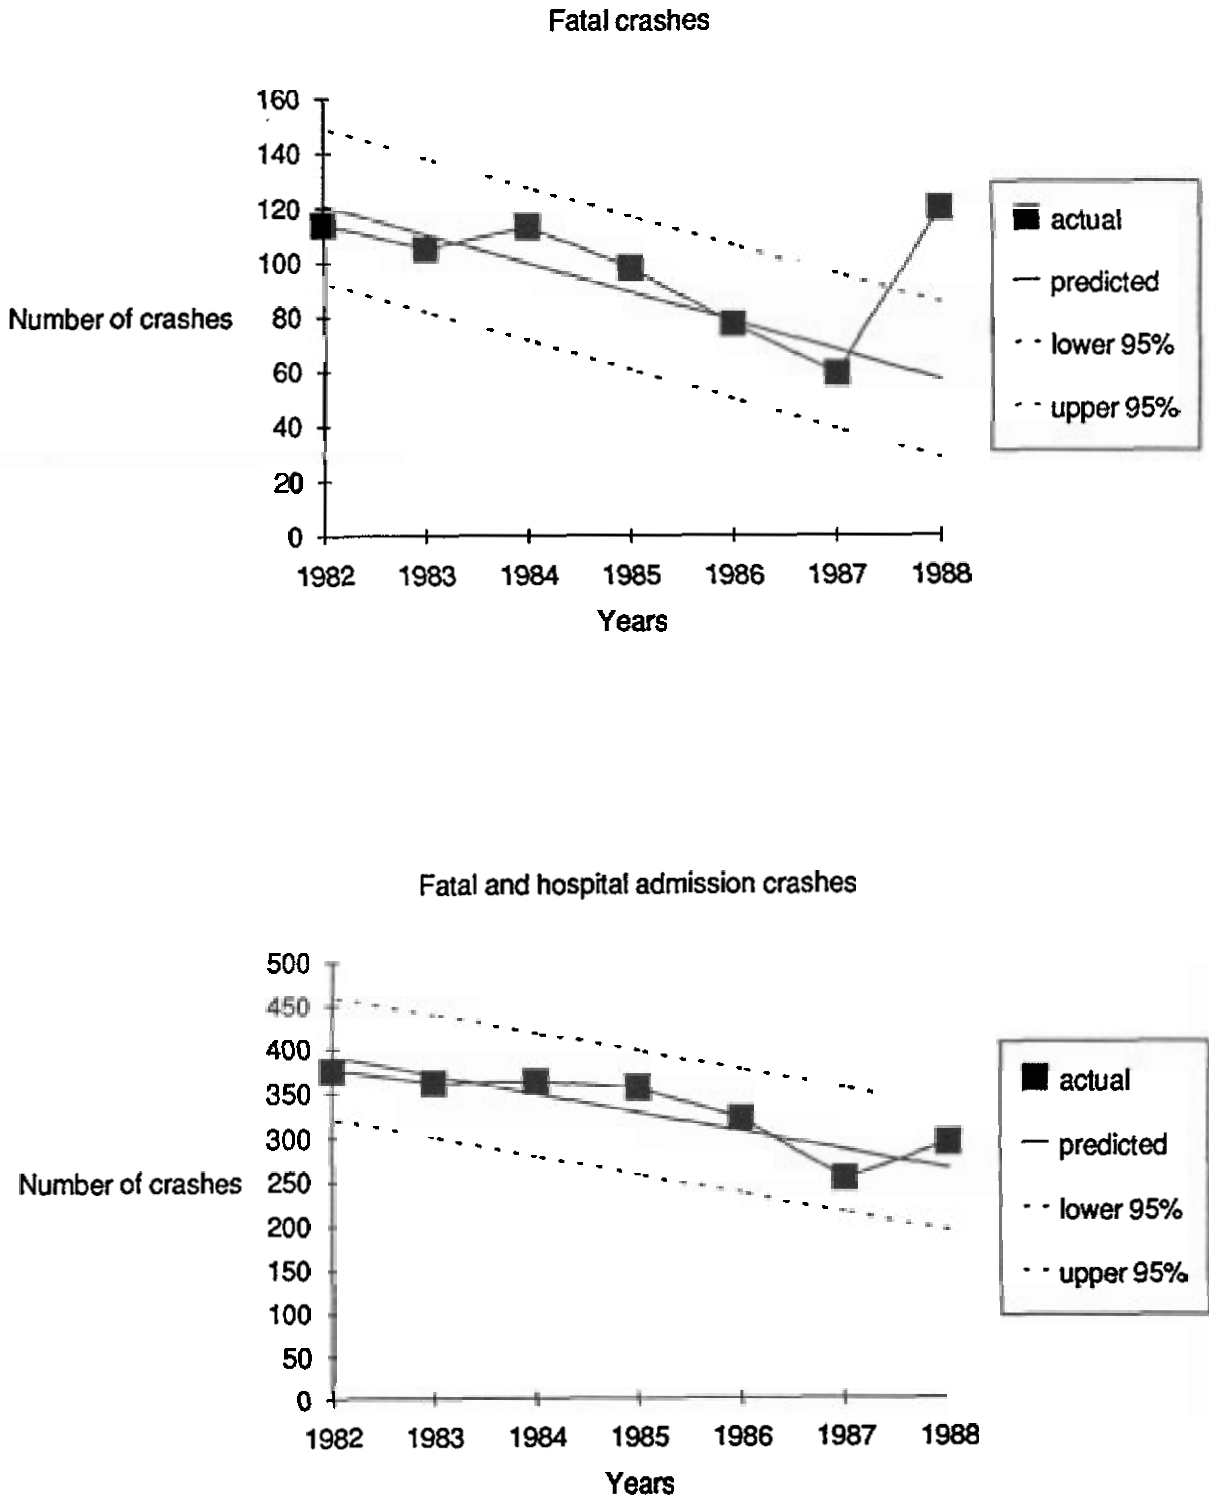 Fatal crashes
160
140
120
100
80
60
40
20
0
Number of crashes
1982 1983 1984 1985 1986 1987 1988
Years
actual
predicted
lower 95%
upper 95%
Fatal and hospital admission crashes
500
450
400
350
300
250
200
150
100
50
0
Number of crashes
1982 1983 1984 1985 1986 1987 1988
Years
actual
predicted
lower 95%
upper 95%